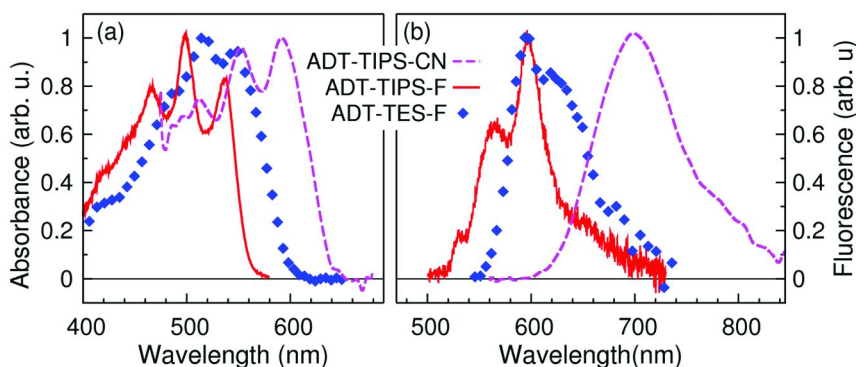 (a)
(b)
ADT-TIPS-CN
ADT-TIPS-F
ADT-TES-F
Absorbance (arb. u.)
1
0.8
0.6
0.4
0.2
0
400 500 600
Wavelength (nm)
500 600 700 800
Wavelength(nm)
1
0.8
0.6
0.4
0.2
0
Fluorescence (arb. u.)